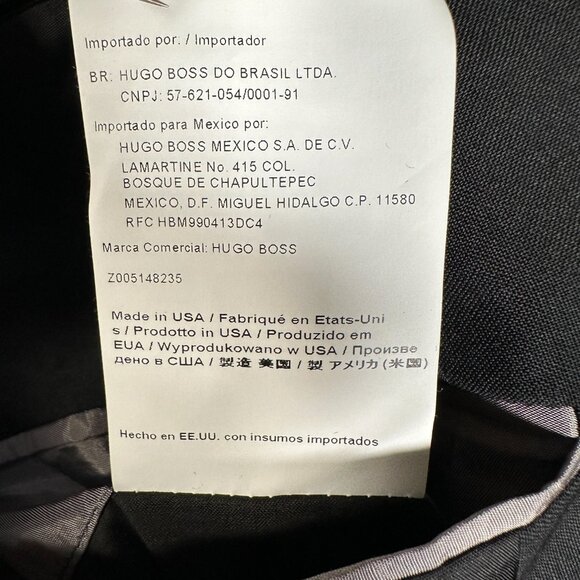 Importado por: / Importador
BR: HUGO BOSS DO BRASIL LTDA.
CNPJ: 57-621-054/0001-91
Importado para Mexico por:
HUGO BOSS MEXICO S.A. DE C.V.
LAMARTINE No. 415 COL.
BOSQUE DE CHAPULTEPEC
MEXICO, D.F. MIGUEL HIDALGO C.P. 11580
RFC HBM990413DC4
Marca Comercial: HUGO BOSS
Z005148235
Made in USA / Fabriqué en Etats-Uni
s / Prodotto in USA / Produzido em
EUA / Wyprodukowano w USA / Произве
дено в США / 製造 美國 / 製 アメリカ (米国)
Hecho en EE.UU. con insumos importados